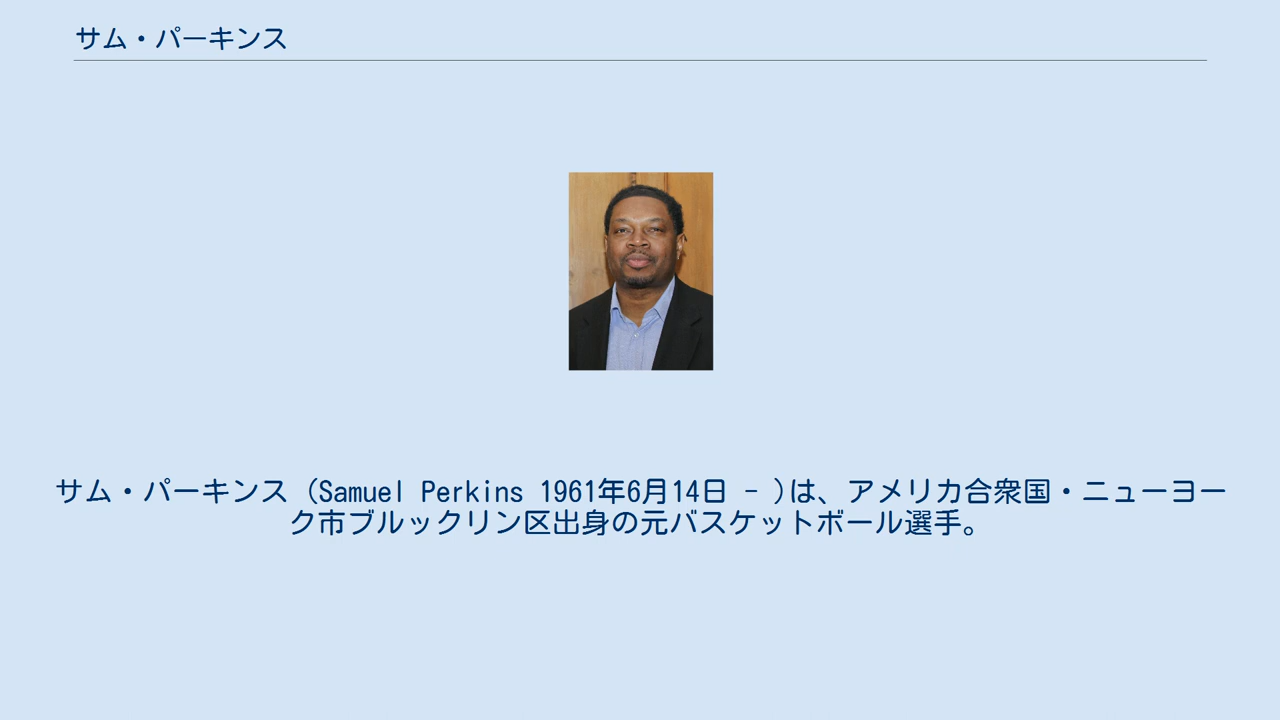 サム・パーキンス
サム・パーキンス (Samuel Perkins 1961年6月14日 - )は、アメリカ合衆国・ニューヨー
ク市ブルックリン区出身の元バスケットボール選手。